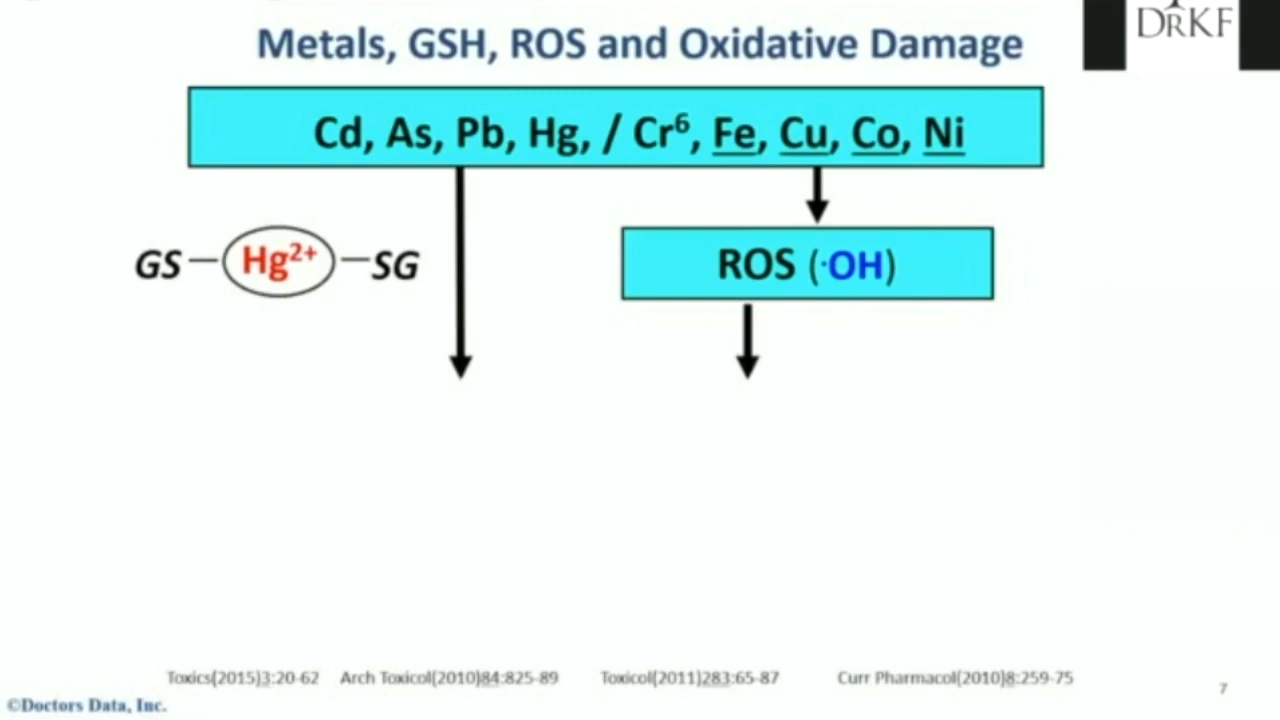 DRKF
Metals, GSH, ROS and Oxidative Damage
Cd, As, Pb, Hg, / Cr⁶, Fe, Cu, Co, Ni
GS—Hg²⁺—SG
ROS (·OH)
Toxics(2015)3:20-62 Arch Toxicol(2010)84:825-89 Toxicol(2011)283:65-87 Curr Pharmacol(2010)8:259-75
7
©Doctors Data, Inc.